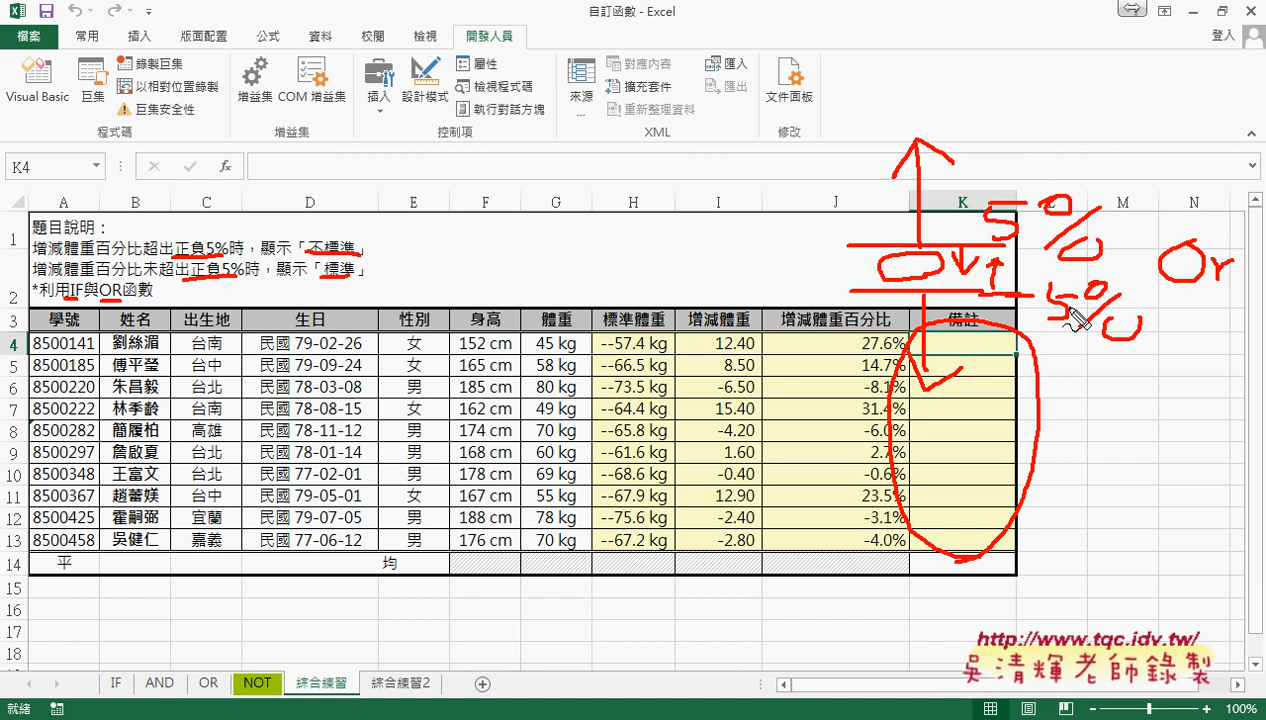 自訂函數 - Excel
檔案 常用 插入 版面配置 公式 資料 校閱 檢視 開發人員 登入
Visual Basic 巨集 錄製巨集 以相對位置錄製 巨集安全性 增益集 COM 增益集 插入 設計模式 屬性 檢視程式碼 執行對話方塊 來源 ... 對應內容 擴充套件 重新整理資料 匯入 匯出 文件面板
程式碼 增益集 控制項 XML 修改
K4 fx
A B C D E F G H I J K L M N
1 題目說明：
增減體重百分比超出正負5%時，顯示「不標準」
增減體重百分比未超出正負5%時，顯示「標準」
2 *利用IF與OR函數
5% Or
5%
3 學號 姓名 出生地 生日 性別 身高 體重 標準體重 增減體重 增減體重百分比 備註
4 8500141 劉絲湄 台南 民國 79-02-26 女 152 cm 45 kg --57.4 kg 12.40 27.6%
5 8500185 傅平瑩 台中 民國 79-09-24 女 165 cm 58 kg --66.5 kg 8.50 14.7%
6 8500220 朱昌毅 台北 民國 78-03-08 男 185 cm 80 kg --73.5 kg -6.50 -8.1%
7 8500222 林季齡 台南 民國 78-08-15 女 162 cm 49 kg --64.4 kg 15.40 31.4%
8 8500282 簡履柏 高雄 民國 78-11-12 男 174 cm 70 kg --65.8 kg -4.20 -6.0%
9 8500297 詹啟夏 台北 民國 78-01-14 男 168 cm 60 kg --61.6 kg 1.60 2.7%
10 8500348 王富文 台北 民國 77-02-01 男 178 cm 69 kg --68.6 kg -0.40 -0.6%
11 8500367 台中 民國 79-05-01 女 167 cm 55 kg --67.9 kg 12.90 23.5%
12 8500425 霍嗣弼 宜蘭 民國 79-07-05 男 188 cm 78 kg --75.6 kg -2.40 -3.1%
13 8500458 吳健仁 嘉義 民國 77-06-12 男 176 cm 70 kg --67.2 kg -2.80 -4.0%
14 平 均
15
16
17
18
http://www.tqc.idv.tw/
吳清輝老師錄製
IF AND OR NOT 綜合練習 綜合練習2
就緒 100%